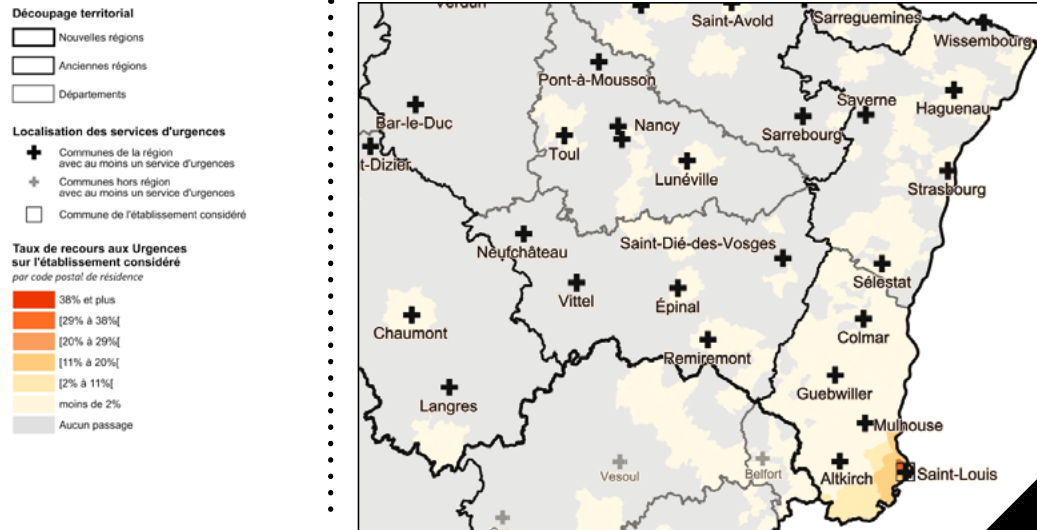 Découpage territorial
Nouvelles régions
Anciennes régions
Départements
Localisation des services d'urgences
Communes de la région
avec au moins un service d'urgences
Communes hors région
avec au moins un service d'urgences
Commune de l'établissement considéré
Taux de recours aux Urgences
sur l'établissement considéré
par code postal de résidence
38% et plus
[29% à 38%[
[20% à 29%[
[11% à 20%[
[2% à 11%[
moins de 2%
Aucun passage
Verdun
Saint-Avold
Sarreguemines
Wissembourg
Pont-à-Mousson
Saverne
Haguenau
Bar-le-Duc
Nancy
Sarrebourg
t-Dizier
Toul
Lunéville
Strasbourg
Neufchâteau
Saint-Dié-des-Vosges
Sélestat
Vittel
Épinal
Chaumont
Colmar
Remiremont
Guebwiller
Langres
Mulhouse
Vesoul
Belfort
Altkirch
Saint-Louis